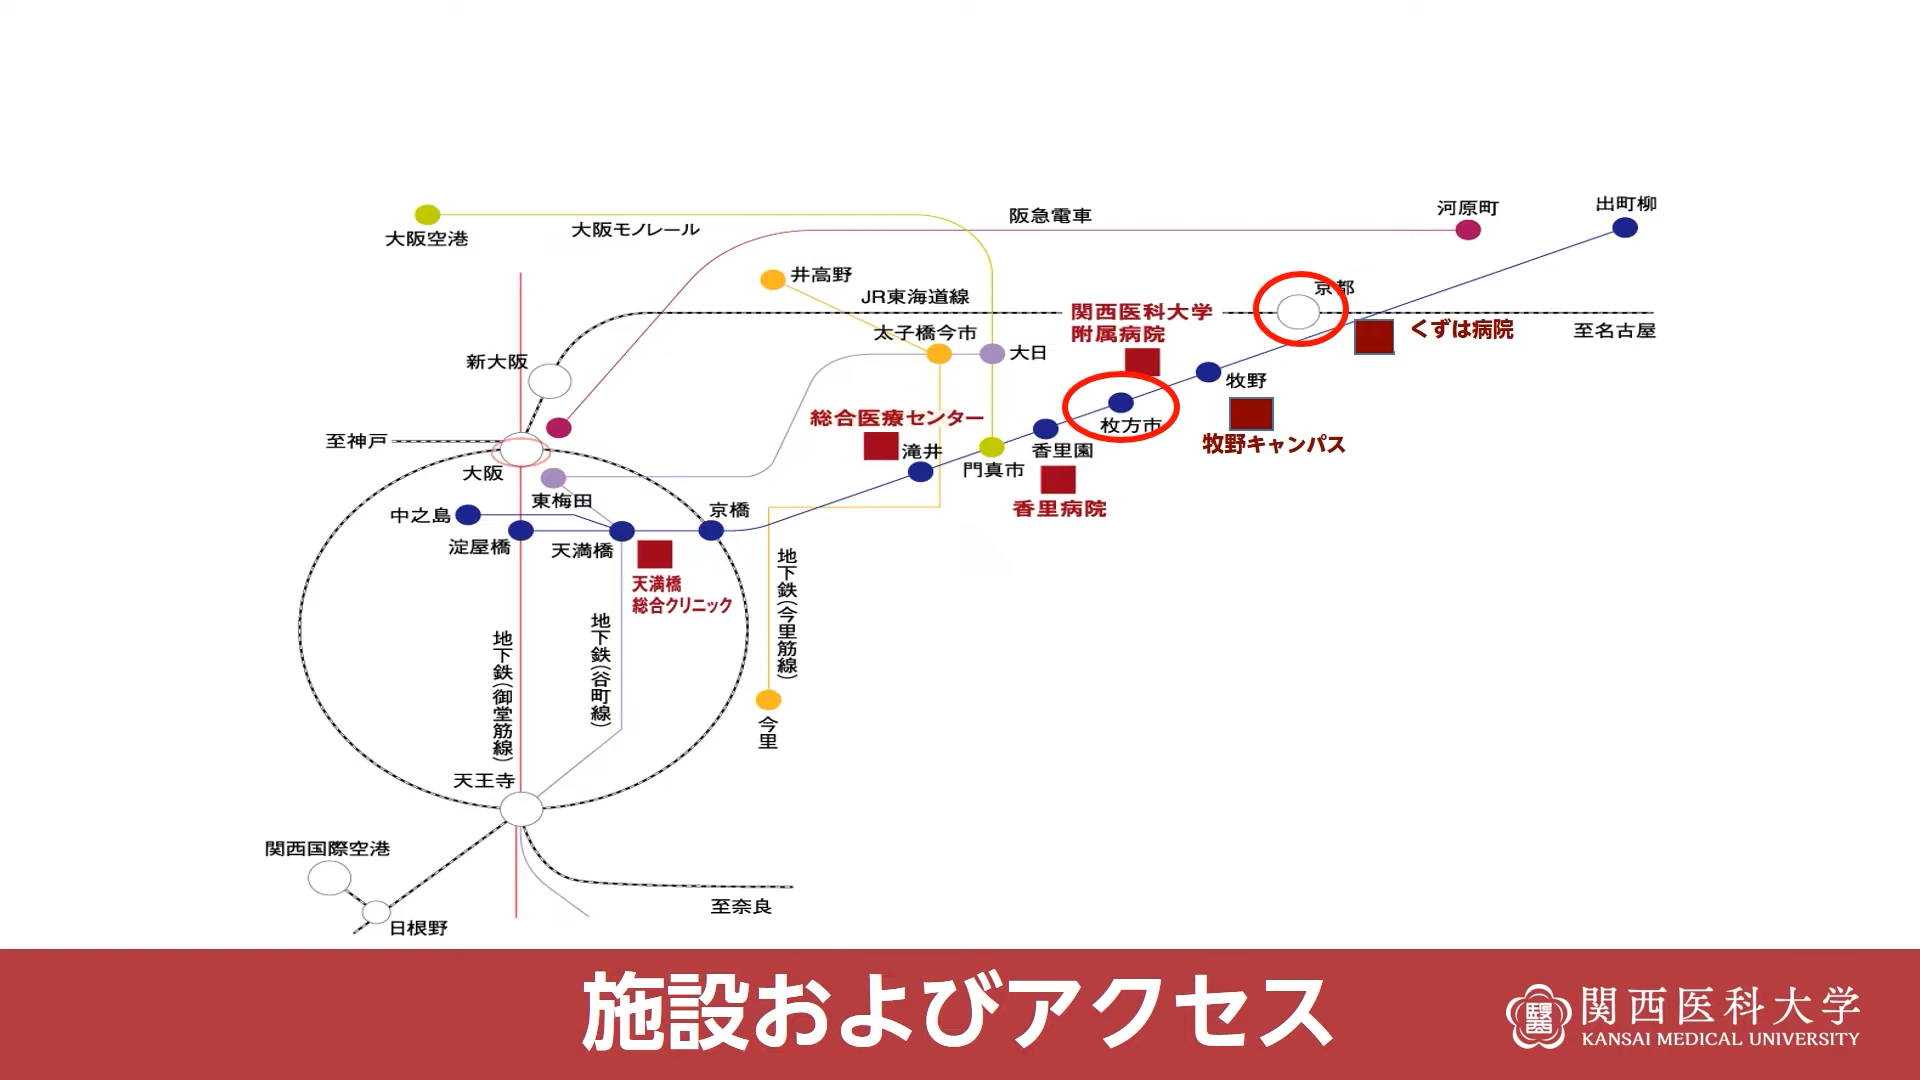 河原町
出町柳
阪急電車
大阪モノレール
大阪空港
井高野
京都
JR東海道線
関西医科大学
附属病院
くずは病院
至名古屋
太子橋今市
大日
新大阪
牧野
総合医療センター
枚方市
至神戸
滝井
香里園
牧野キャンパス
大阪
門真市
東梅田
京橋
香里病院
中之島
淀屋橋
天満橋
天満橋
総合クリニック
地下鉄(今里筋線)
地下鉄(谷町線)
地下鉄(御堂筋線)
今里
天王寺
関西国際空港
日根野
至奈良
施設およびアクセス
醫
関西医科大学
KANSAI MEDICAL UNIVERSITY